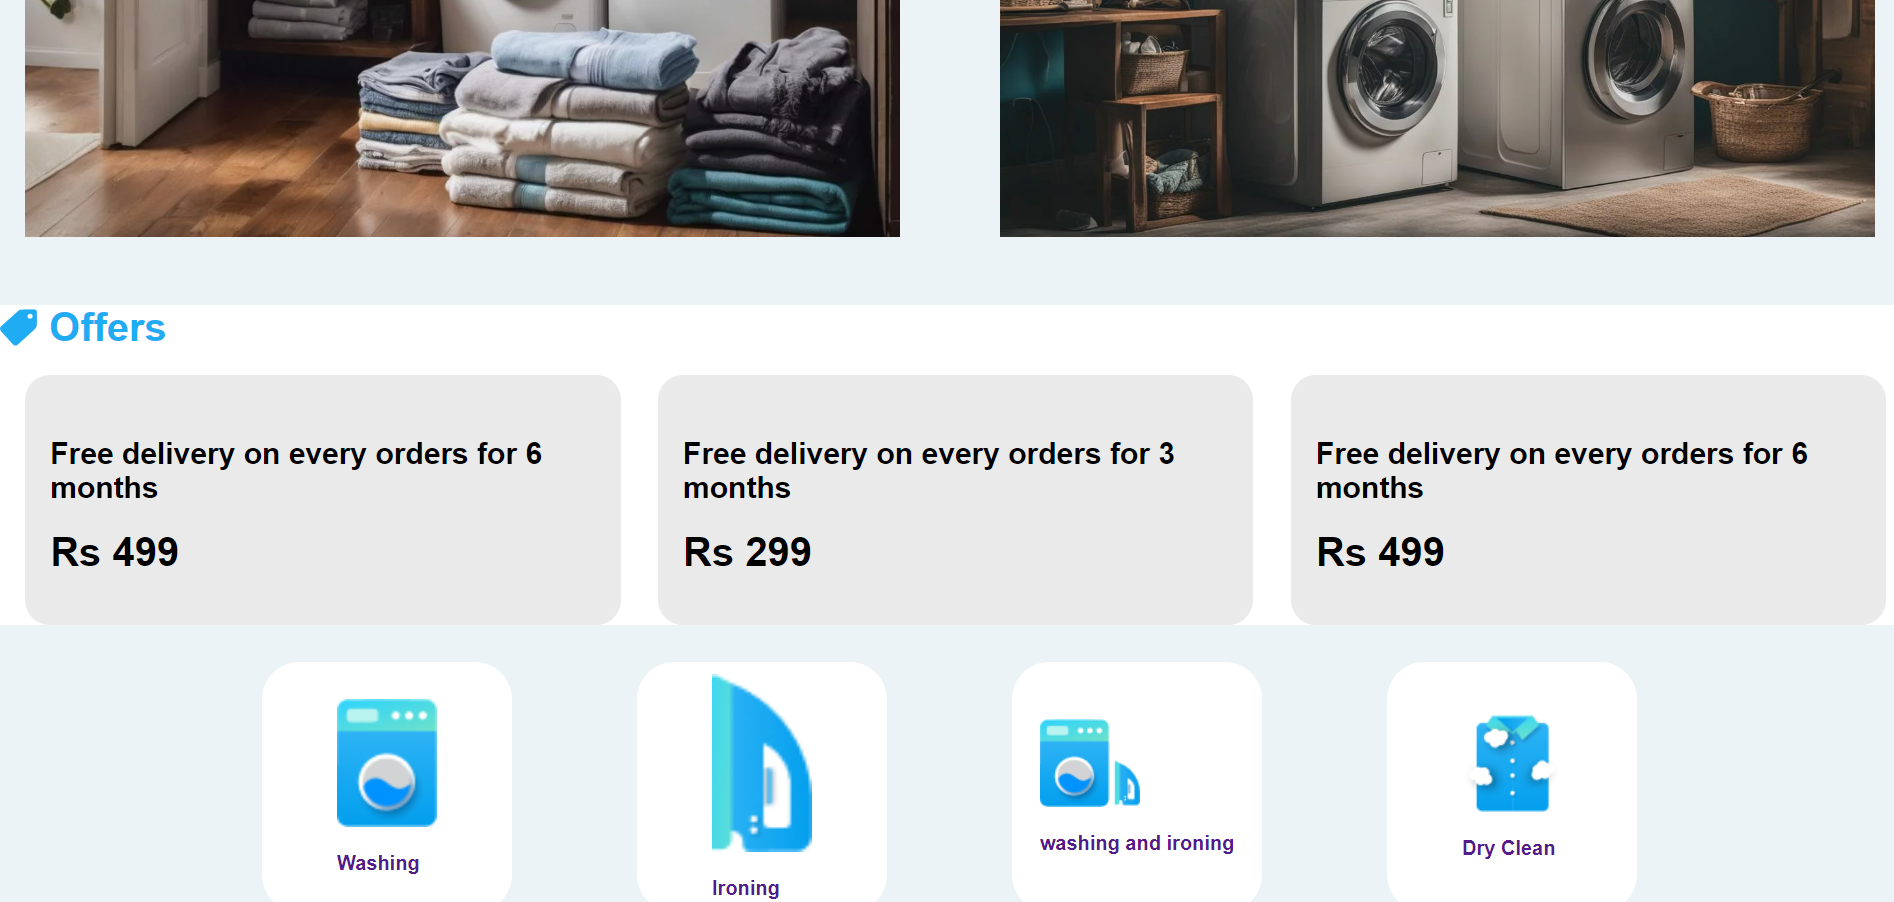 Offers
Free delivery on every orders for 6
months
Rs 499
Free delivery on every orders for 3
months
Rs 299
Free delivery on every orders for 6
months
Rs 499
Washing
Ironing
washing and ironing
Dry Clean